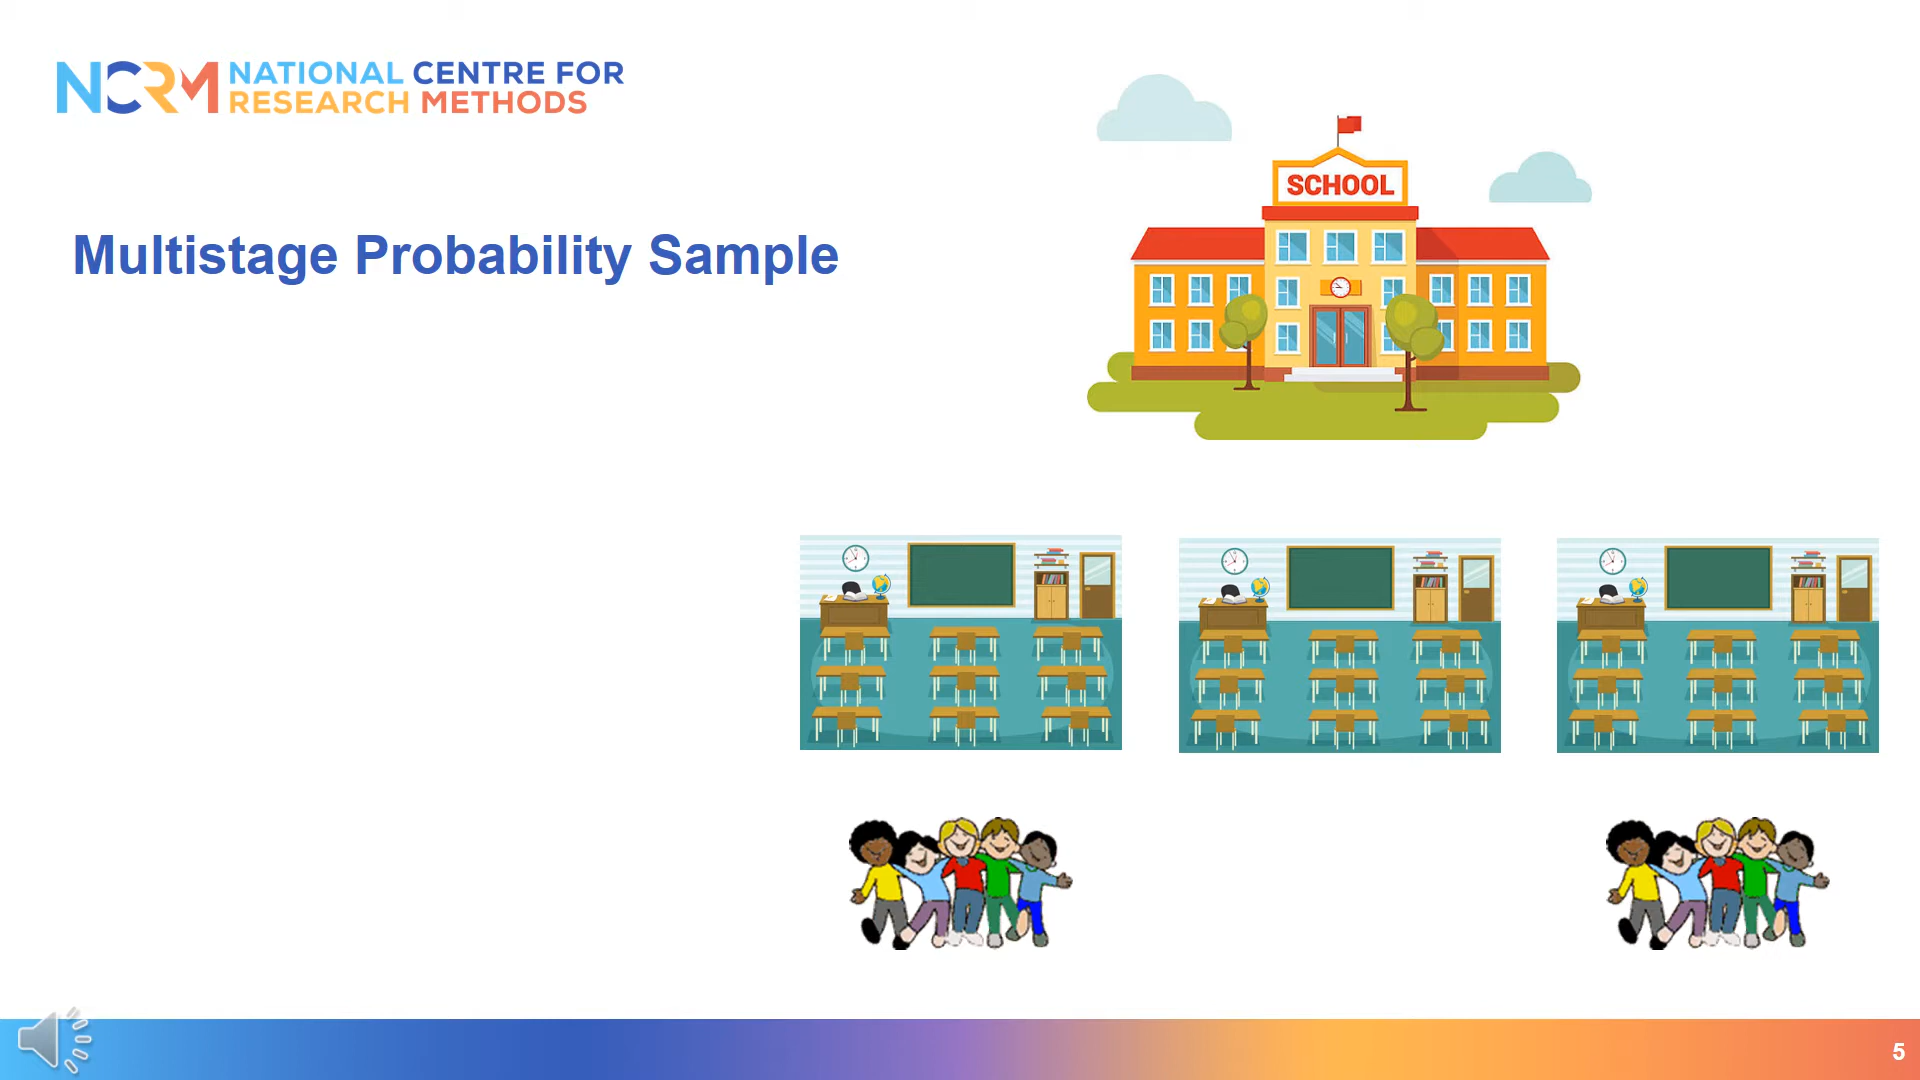 NCRM NATIONAL CENTRE FOR
RESEARCH METHODS
SCHOOL
Multistage Probability Sample
5